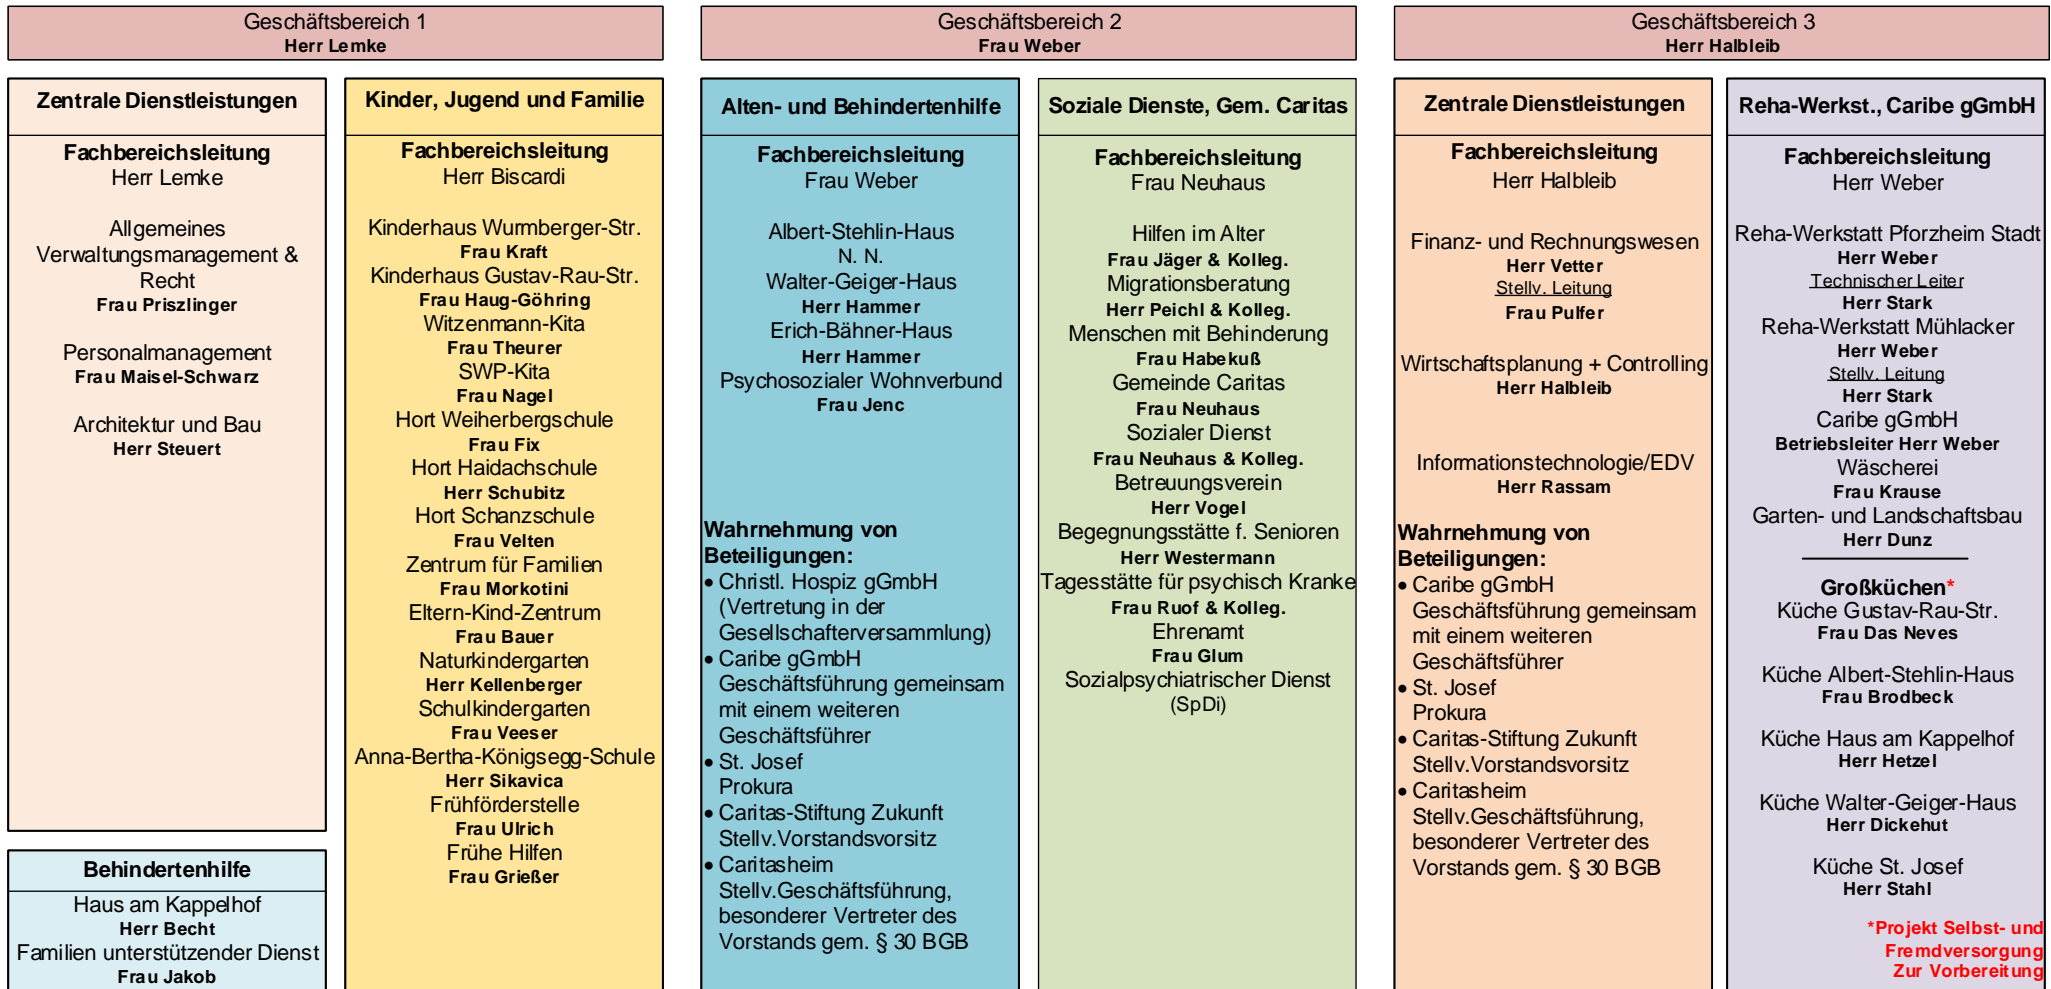 Geschäftsbereich 1
Herr Lemke
Zentrale Dienstleistungen
Fachbereichsleitung
Herr Lemke
Allgemeines
Verwaltungsmanagement &
Recht
Frau Priszlinger
Personalmanagement
Frau Maisel-Schwarz
Architektur und Bau
Herr Steuert
Behindertenhilfe
Haus am Kappelhof
Herr Becht
Familien unterstützender Dienst
Frau Jakob
Kinder, Jugend und Familie
Fachbereichsleitung
Herr Biscardi
Kinderhaus Wurmberger-Str.
Frau Kraft
Kinderhaus Gustav-Rau-Str.
Frau Haug-Göhring
Witzenmann-Kita
Frau Theurer
SWP-Kita
Frau Nagel
Hort Weiherbergschule
Frau Fix
Hort Haidachschule
Herr Schubitz
Hort Schanzschule
Frau Velten
Zentrum für Familien
Frau Morkotini
Eltern-Kind-Zentrum
Frau Bauer
Naturkindergarten
Herr Kellenberger
Schulkindergarten
Frau Veeser
Anna-Bertha-Königsegg-Schule
Herr Sikavica
Frühförderstelle
Frau Ulrich
Frühe Hilfen
Frau Grießer
Geschäftsbereich 2
Frau Weber
Alten- und Behindertenhilfe
Fachbereichsleitung
Frau Weber
Albert-Stehlin-Haus
N. N.
Walter-Geiger-Haus
Herr Hammer
Erich-Bähner-Haus
Herr Hammer
Psychosozialer Wohnverbund
Frau Jenc
Wahrnehmung von
Beteiligungen:
• Christl. Hospiz gGmbH
(Vertretung in der
Gesellschafterversammlung)
• Caribe gGmbH
Geschäftsführung gemeinsam
mit einem weiteren
Geschäftsführer
• St. Josef
Prokura
• Caritas-Stiftung Zukunft
Stellv.Vorstandsvorsitz
• Caritasheim
Stellv.Geschäftsführung,
besonderer Vertreter des
Vorstands gem. § 30 BGB
Soziale Dienste, Gem. Caritas
Fachbereichsleitung
Frau Neuhaus
Hilfen im Alter
Frau Jäger & Kolleg.
Migrationsberatung
Herr Peichl & Kolleg.
Menschen mit Behinderung
Frau Habekuß
Gemeinde Caritas
Frau Neuhaus
Sozialer Dienst
Frau Neuhaus & Kolleg.
Betreuungsverein
Herr Vogel
Begegnungsstätte f. Senioren
Herr Westermann
Tagesstätte für psychisch Kranke
Frau Ruof & Kolleg.
Ehrenamt
Frau Glum
Sozialpsychiatrischer Dienst
(SpDi)
Geschäftsbereich 3
Herr Halbleib
Zentrale Dienstleistungen
Fachbereichsleitung
Herr Halbleib
Finanz- und Rechnungswesen
Herr Vetter
Stellv. Leitung
Frau Pulfer
Wirtschaftsplanung + Controlling
Herr Halbleib
Informationstechnologie/EDV
Herr Rassam
Wahrnehmung von
Beteiligungen:
• Caribe gGmbH
Geschäftsführung gemeinsam
mit einem weiteren
Geschäftsführer
• St. Josef
Prokura
• Caritas-Stiftung Zukunft
Stellv.Vorstandsvorsitz
• Caritasheim
Stellv.Geschäftsführung,
besonderer Vertreter des
Vorstands gem. § 30 BGB
Reha-Werkst., Caribe gGmbH
Fachbereichsleitung
Herr Weber
Reha-Werkstatt Pforzheim Stadt
Herr Weber
Technischer Leiter
Herr Stark
Reha-Werkstatt Mühlacker
Herr Weber
Stellv. Leitung
Herr Stark
Caribe gGmbH
Betriebsleiter Herr Weber
Wäscherei
Frau Krause
Garten- und Landschaftsbau
Herr Dunz
Großküchen*
Küche Gustav-Rau-Str.
Frau Das Neves
Küche Albert-Stehlin-Haus
Frau Brodbeck
Küche Haus am Kappelhof
Herr Hetzel
Küche Walter-Geiger-Haus
Herr Dickehut
Küche St. Josef
Herr Stahl
*Projekt Selbst- und
Fremdversorgung
Zur Vorbereitung